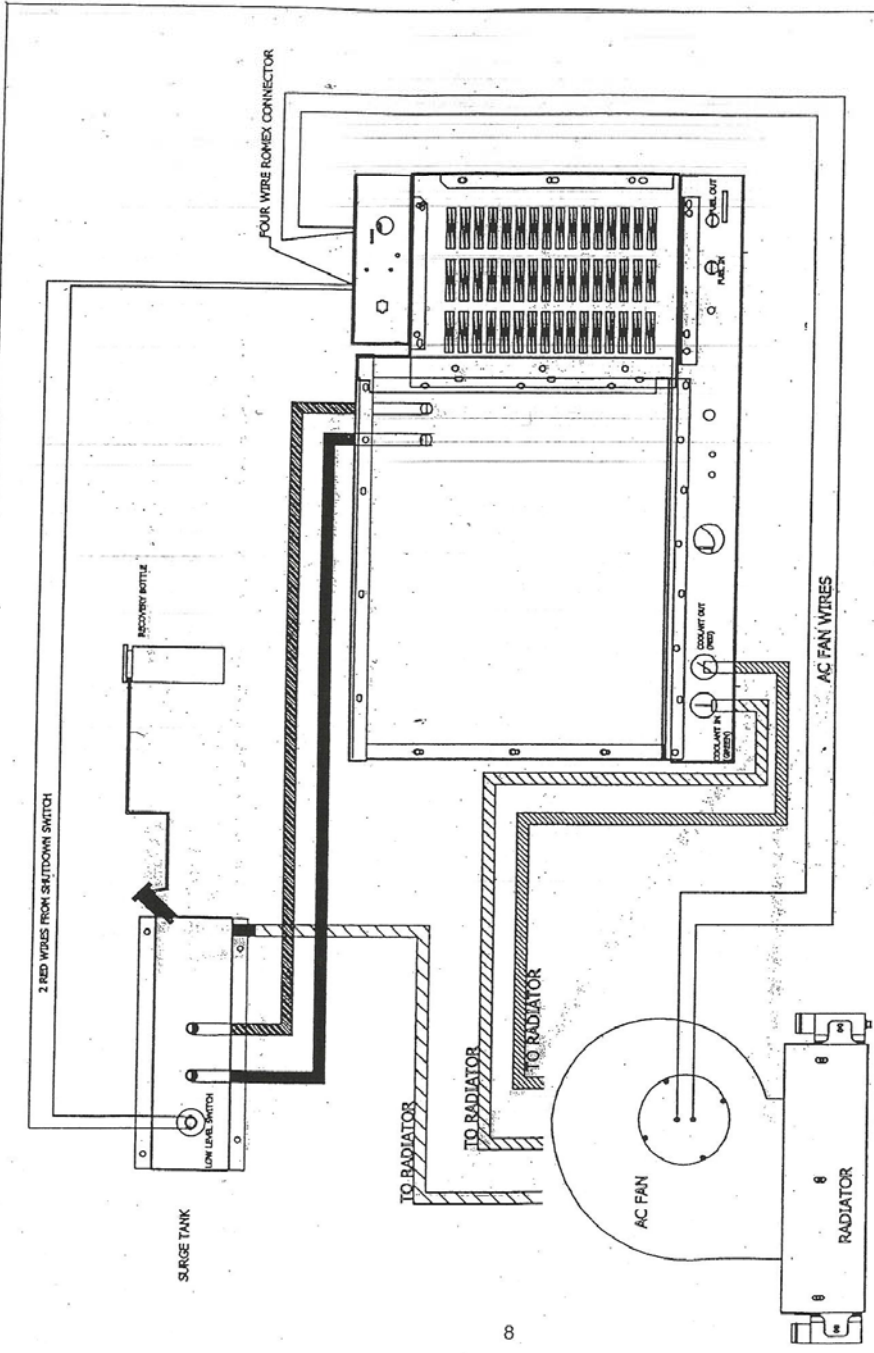 2 RED WIRES FROM SHUTDOWN SWITCH
FOUR WIRE ROMEX CONNECTOR
RECOVERY BOTTLE
LOW LEVEL SWITCH
SURGE TANK
FUEL OUT
FUEL IN
COOLANT OUT
(RED)
COOLANT IN
(GREEN)
AC FAN WIRES
TO RADIATOR
TO RADIATOR
TO RADIATOR
AC FAN
RADIATOR
8